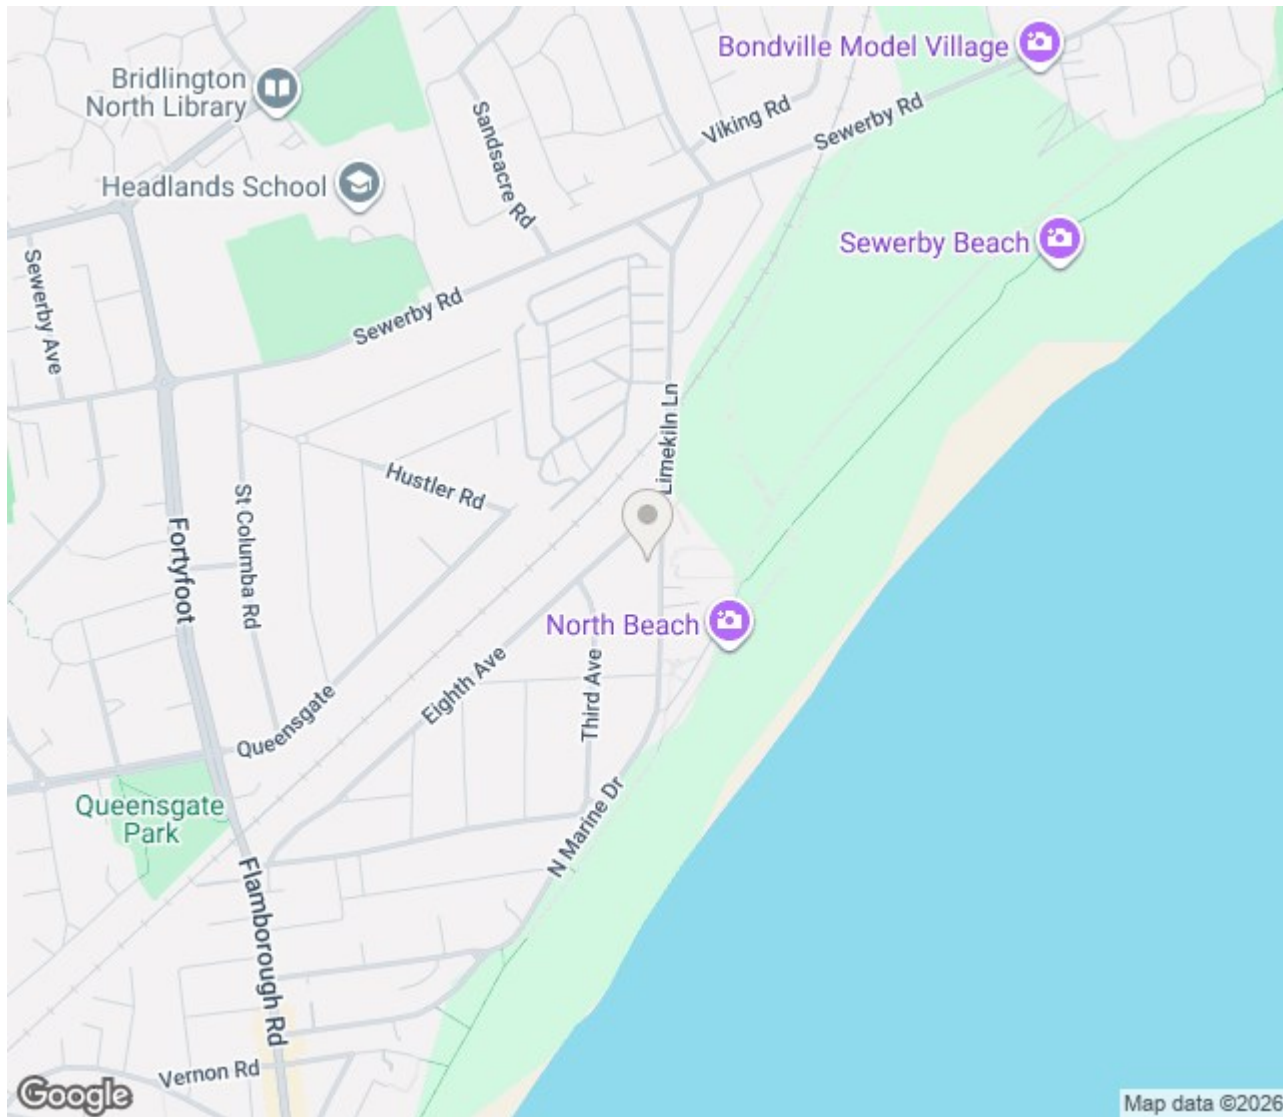 Bondville Model Village
Bridlington
North Library
Viking Rd
Sewerby Rd
Sandsacre Rd
Headlands School
Sewerby Beach
Sewerby Ave
Sewerby Rd
Limekiln Ln
Hustler Rd
St Columba Rd
Fortyfoot
North Beach
Eighth Ave
Third Ave
Queensgate
Queensgate
Park
N Marine Dr
Flamborough Rd
Vernon Rd
Google
Map data ©2026